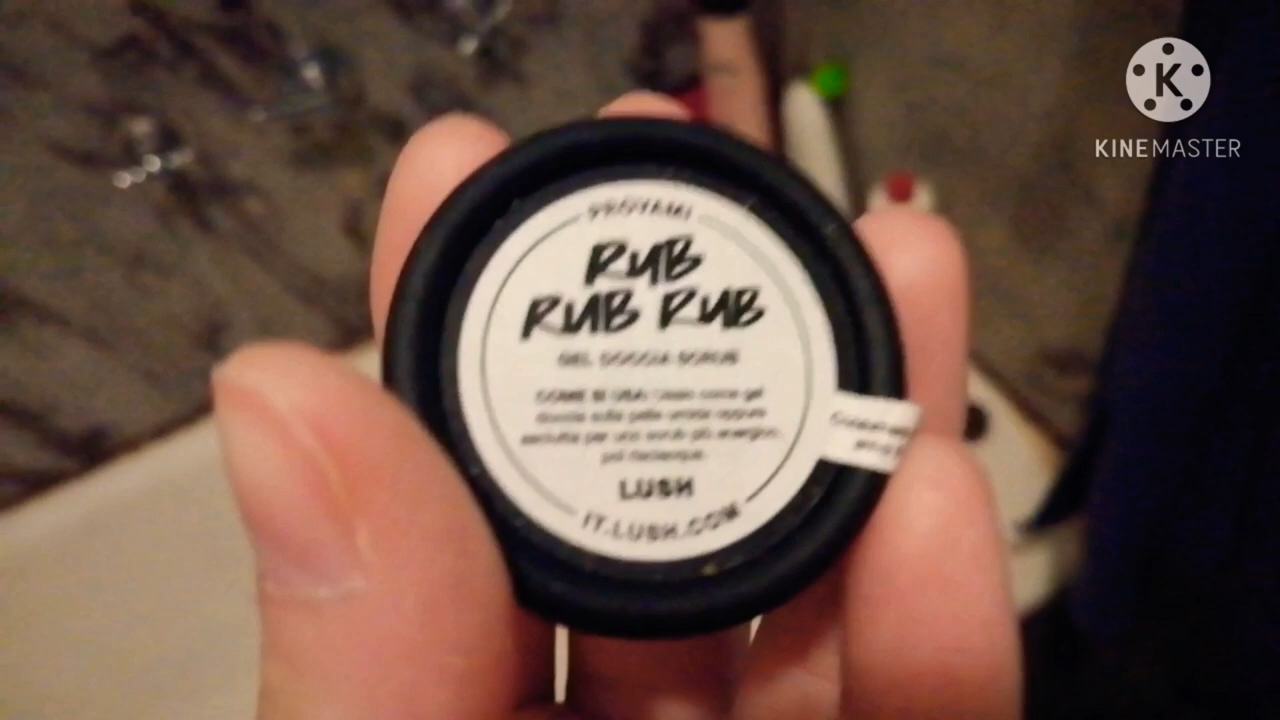 PROVAMI
RUB
RUB RUB
GEL DOCCIA SCRUB
COME SI USA: Usalo come gel
doccia sulla pelle umida oppure
asciutta per uno scrub più energico,
poi risciacqua.
LUSH
IT.LUSH.COM
K
KINEMASTER